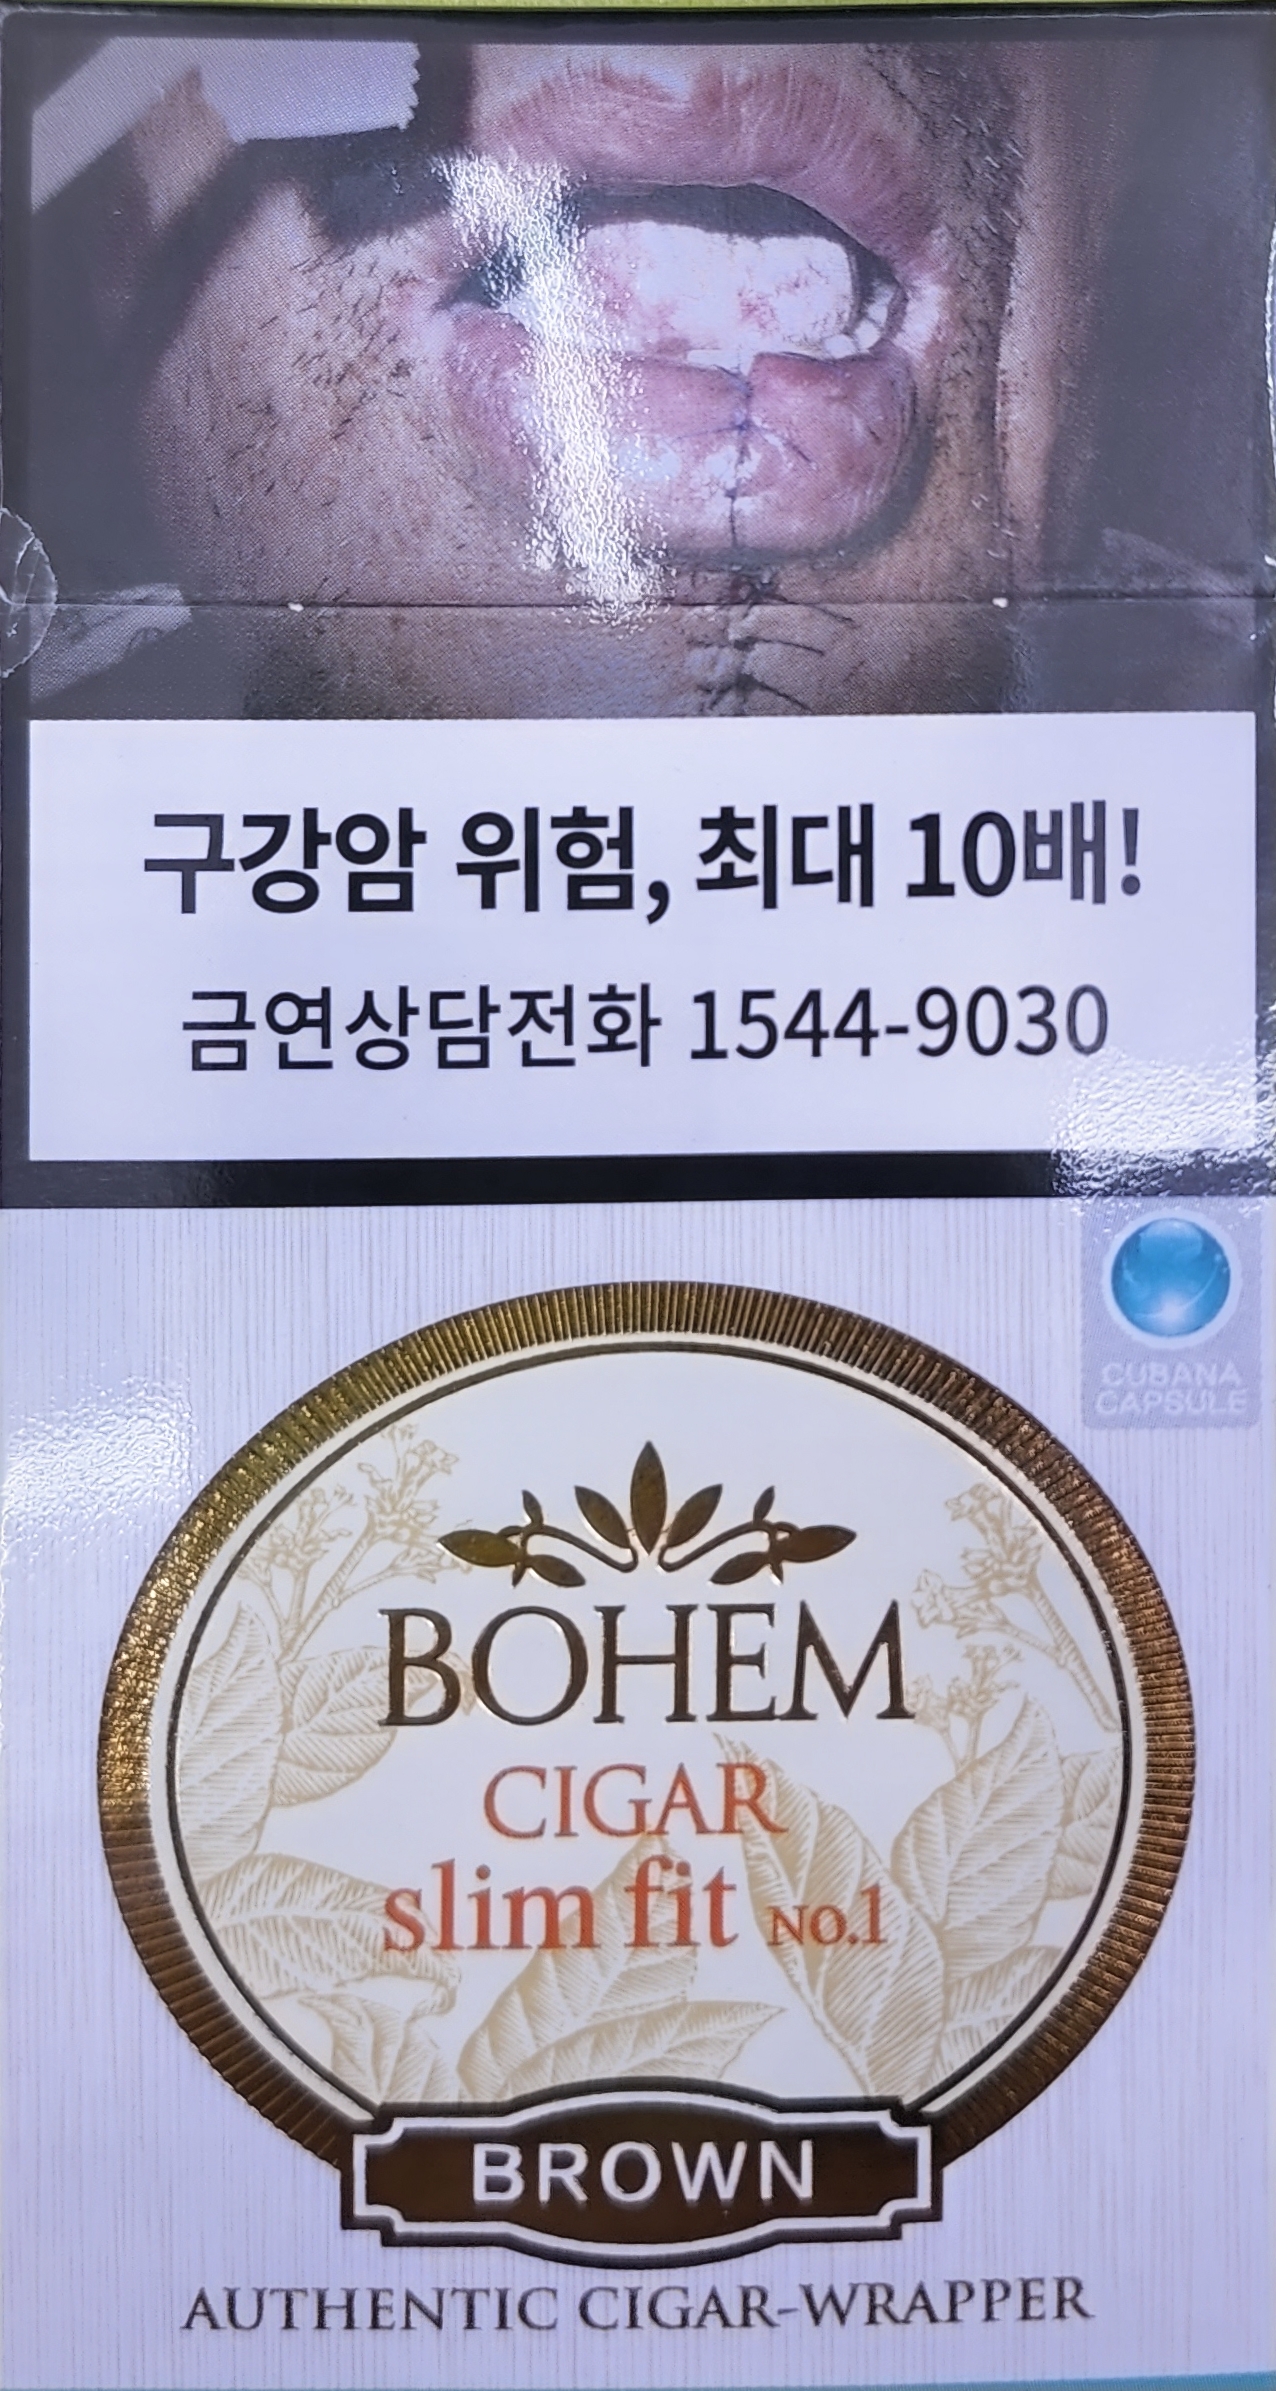 구강암 위험, 최대 10배!
금연상담전화 1544-9030
CUBANA
CAPSULE
BOHEM
CIGAR
slim fit NO.1
BROWN
AUTHENTIC CIGAR-WRAPPER